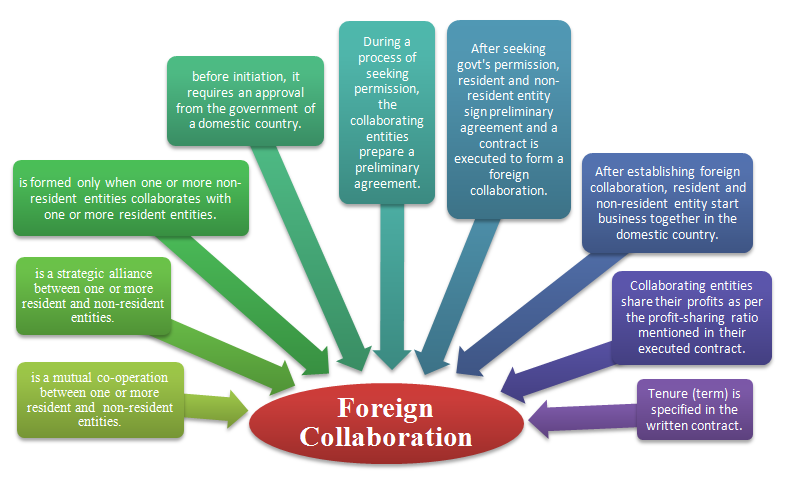 is a mutual co-operation
between one or more
resident and non-resident
entities.
is a strategic alliance
between one or more
resident and non-resident
entities.
is formed only when one or more non-
resident entities collaborates with
one or more resident entities.
before initiation, it
requires an approval
from the government of
a domestic country.
During a
process of
seeking
permission,
the
collaborating
entities
prepare a
preliminary
agreement.
After seeking
govt's permission,
resident and non-
resident entity
sign preliminary
agreement and a
contract is
executed to form a
foreign
collaboration.
After establishing foreign
collaboration, resident and
non-resident entity start
business together in the
domestic country.
Collaborating entities
share their profits as per
the profit-sharing ratio
mentioned in their
executed contract.
Tenure (term) is
specified in the
written contract.
Foreign
Collaboration